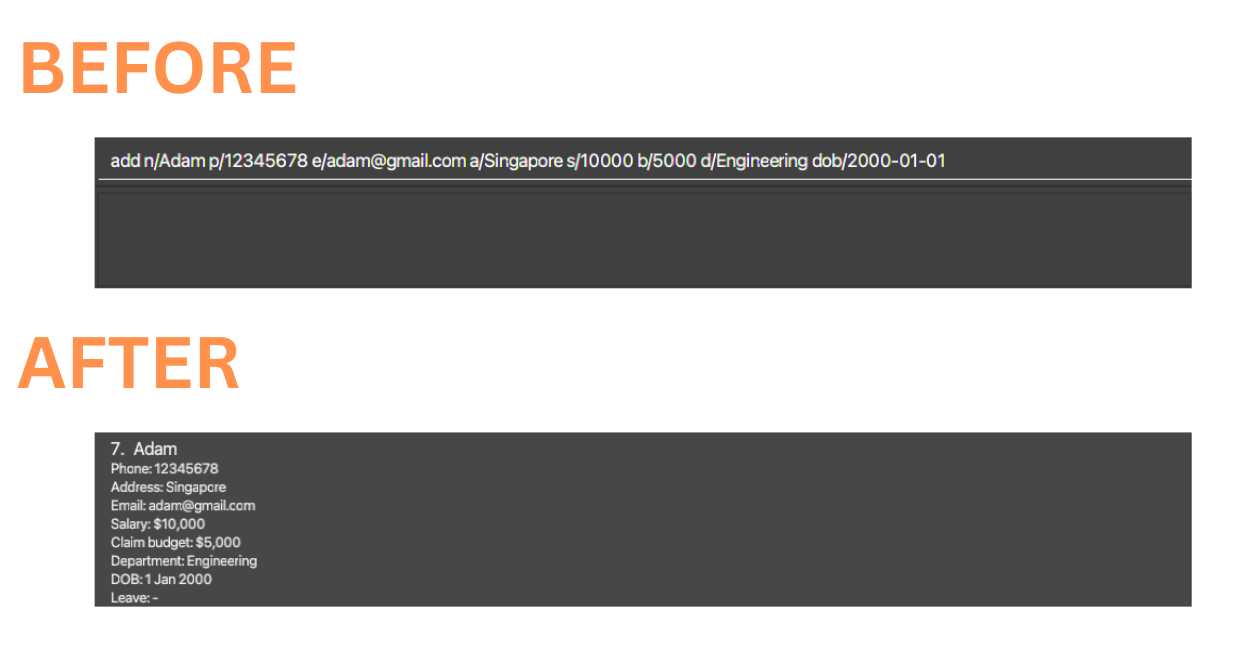 BEFORE
add n/Adam p/12345678 e/adam@gmail.com a/Singapore s/10000 b/5000 d/Engineering dob/2000-01-01
AFTER
7. Adam
Phone: 12345678
Address: Singapore
Email: adam@gmail.com
Salary: $10,000
Claim budget: $5,000
Department: Engineering
DOB: 1 Jan 2000
Leave: -